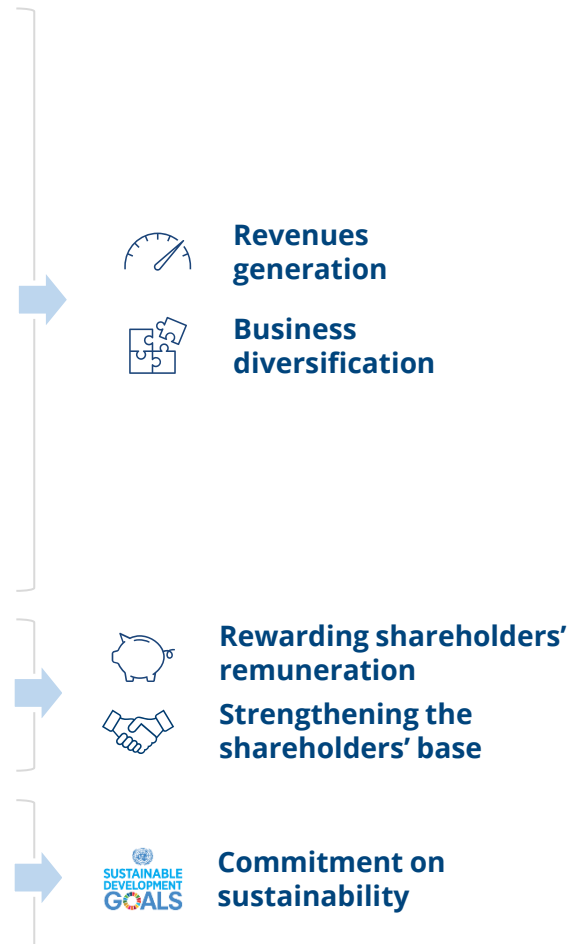 Revenues
generation
Business
diversification
Rewarding shareholders’
remuneration
Strengthening the
shareholders’ base
SUSTAINABLE
DEVELOPMENT
GOALS
Commitment on
sustainability